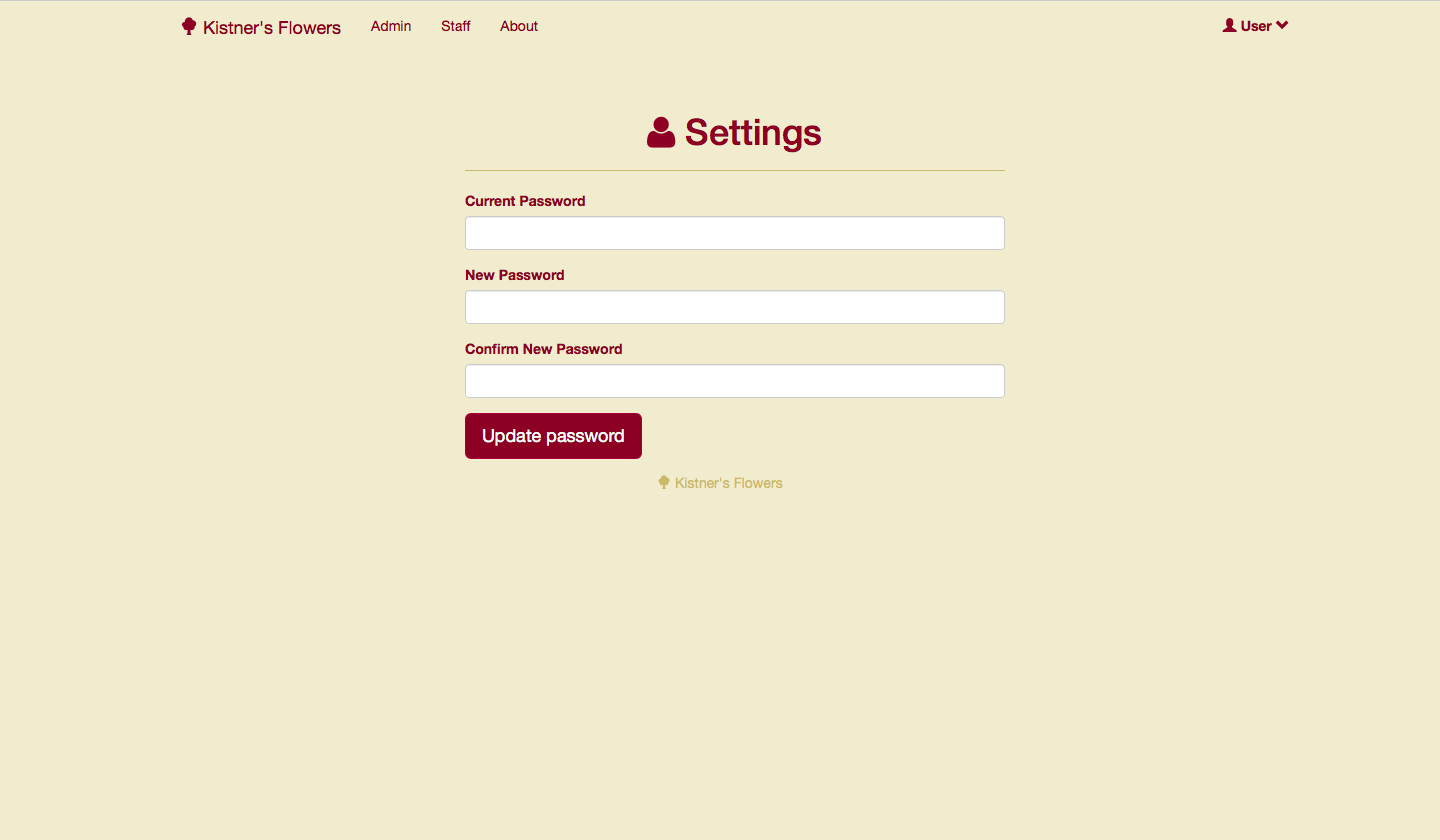 Kistner's Flowers Admin Staff About User
Settings
Current Password
New Password
Confirm New Password
Update password
Kistner's Flowers